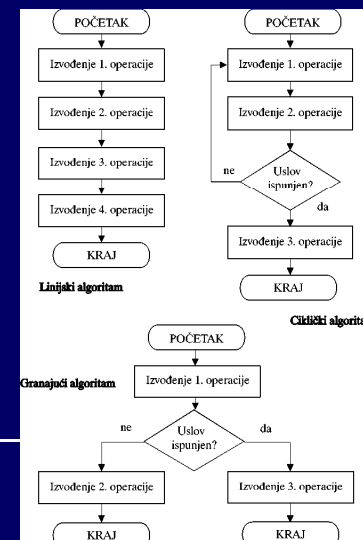 POČETAK
Izvođenje 1. operacije
Izvođenje 2. operacije
Izvođenje 3. operacije
Izvođenje 4. operacije
KRAJ
Linijski algoritam
POČETAK
Izvođenje 1. operacije
Izvođenje 2. operacije
ne
Uslov
ispunjen?
da
Izvođenje 3. operacije
KRAJ
Ciklički algorita
POČETAK
Granajući algoritam
Izvođenje 1. operacije
ne
Uslov
ispunjen?
da
Izvođenje 2. operacije
Izvođenje 3. operacije
KRAJ
KRAJ